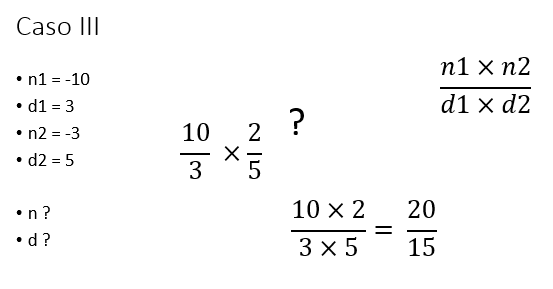 Caso III
• n1 = -10
• d1 = 3
• n2 = -3
• d2 = 5
• n ?
• d ?
10/3 × 2/5
?
n1 × n2 / d1 × d2
10 × 2 / 3 × 5 = 20/15